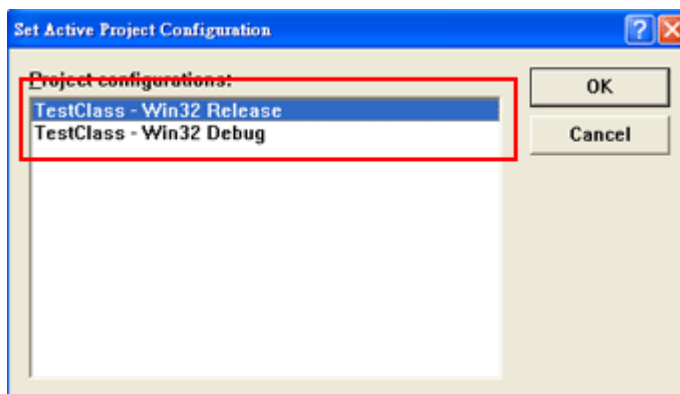 Set Active Project Configuration
Project configurations:
TestClass - Win32 Release
TestClass - Win32 Debug
OK
Cancel